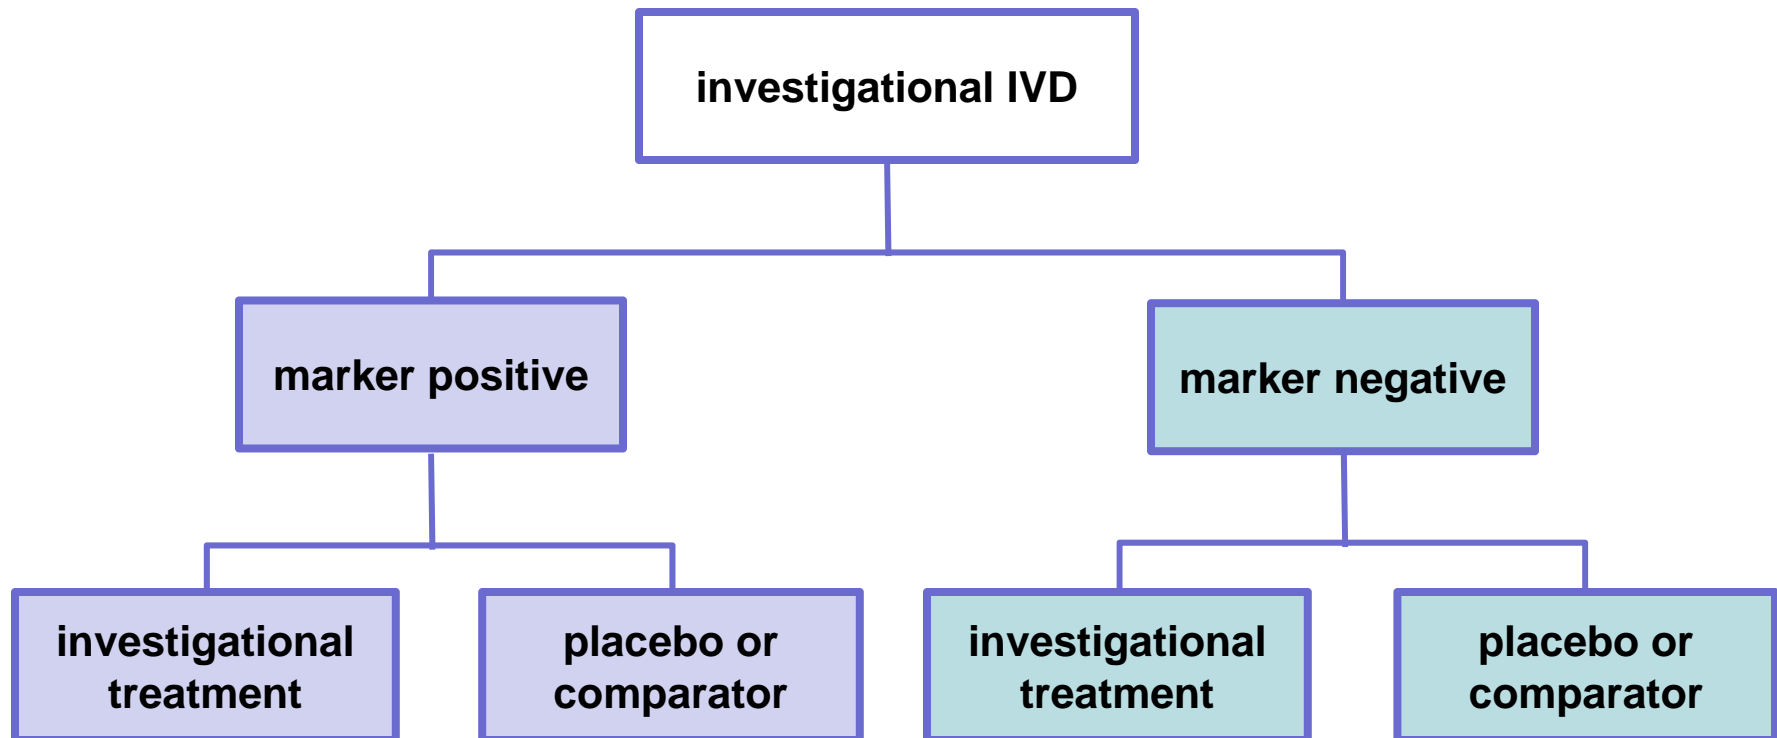 investigational IVD
marker positive
marker negative
investigational
treatment
placebo or
comparator
investigational
treatment
placebo or
comparator